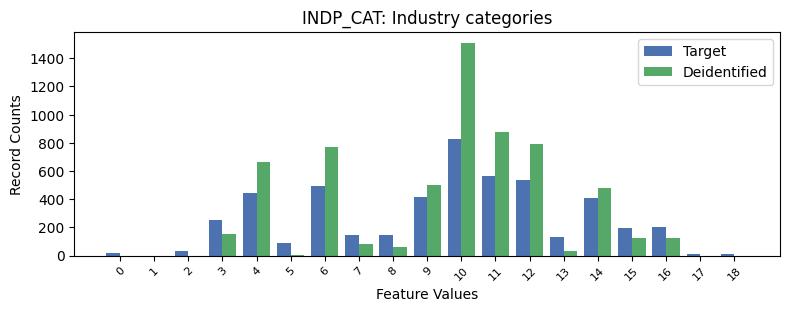 INDP_CAT: Industry categories
Target
Deidentified
Record Counts
1400
1200
1000
800
600
400
200
0
0 1 2 3 4 5 6 7 8 9 10 11 12 13 14 15 16 17 18
Feature Values